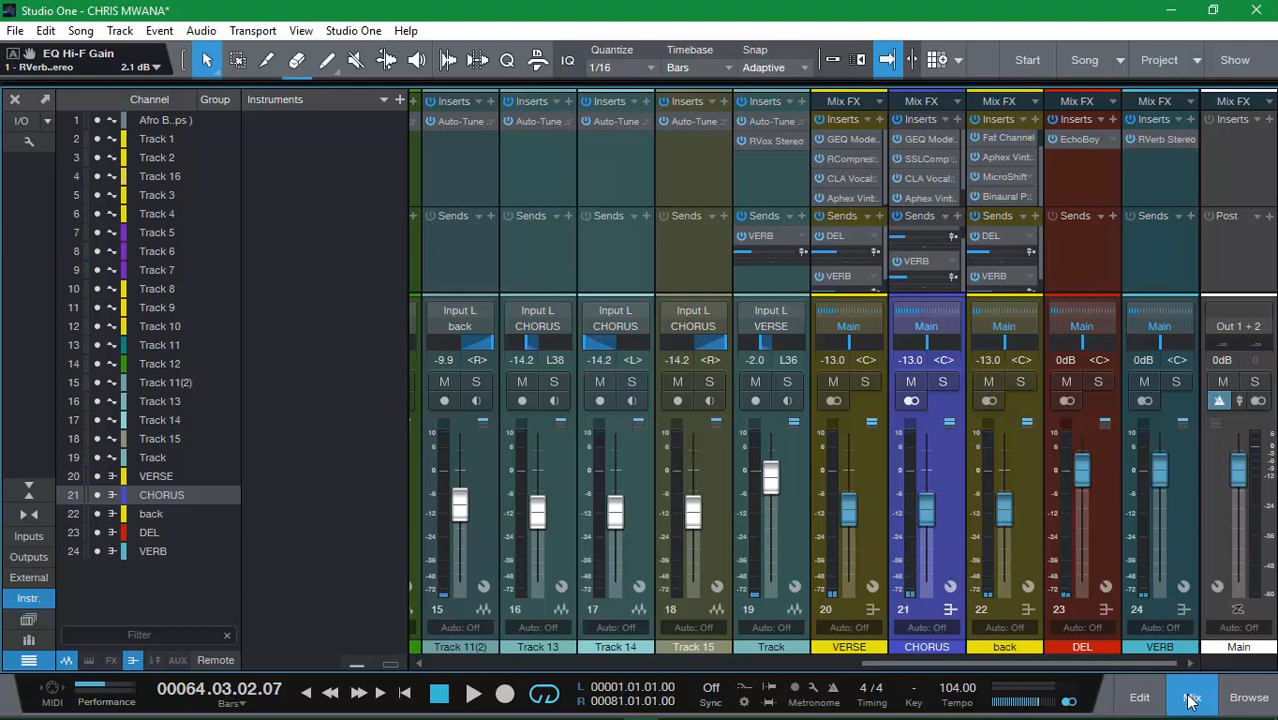 Studio One - CHRIS MWANA*
File Edit Song Track Event Audio Transport View Studio One Help
EQ Hi-F Gain
1 - RVerb..ereo 2.1 dB
IQ
Quantize
1/16
Timebase
Bars
Snap
Adaptive
Start Song Project Show
I/O
Channel Group
1 Afro B..ps )
2 Track 1
3 Track 2
4 Track 16
5 Track 3
6 Track 4
7 Track 5
8 Track 6
9 Track 7
10 Track 8
11 Track 9
12 Track 10
13 Track 11
14 Track 12
15 Track 11(2)
16 Track 13
17 Track 14
18 Track 15
19 Track
20 VERSE
21 CHORUS
22 back
23 DEL
24 VERB
Inputs
Outputs
External
Instr.
Filter
FX AUX Remote
Instruments
Inserts Inserts Inserts Inserts Inserts Mix FX Mix FX Mix FX Mix FX Mix FX Mix FX
Auto-Tune .. Auto-Tune .. Auto-Tune .. Auto-Tune .. Auto-Tune .. Inserts Inserts Inserts Inserts Inserts Inserts
RVox Stereo GEQ Mode.. GEQ Mode.. Fat Channel EchoBoy RVerb Stereo
RCompres.. SSLComp .. Aphex Vint..
CLA Vocal.. CLA Vocal.. MicroShift
Aphex Vint.. Aphex Vint.. Binaural P..
Sends Sends Sends Sends Sends Sends Sends Sends Sends Sends Post
VERB DEL DEL
VERB VERB VERB
Input L Input L Input L Input L Input L
back CHORUS CHORUS CHORUS VERSE Main Main Main Main Main Out 1 + 2
-9.9 <R> -14.2 L38 -14.2 <L> -14.2 <R> -2.0 L36 -13.0 <C> -13.0 <C> -13.0 <C> 0dB <C> 0dB <C> 0dB
M S M S M S M S M S M S M S M S M S M S M S
15 16 17 18 19 20 21 22 23 24
Auto: Off Auto: Off Auto: Off Auto: Off Auto: Off Auto: Off Auto: Off Auto: Off Auto: Off Auto: Off Auto: Off
Track 11(2) Track 13 Track 14 Track 15 Track VERSE CHORUS back DEL VERB Main
MIDI
Performance
00064.03.02.07
Bars
L 00001.01.01.00
R 00081.01.01.00
Off
Sync
Metronome
4 / 4
Timing
-
Key
104.00
Tempo
Edit Mix Browse